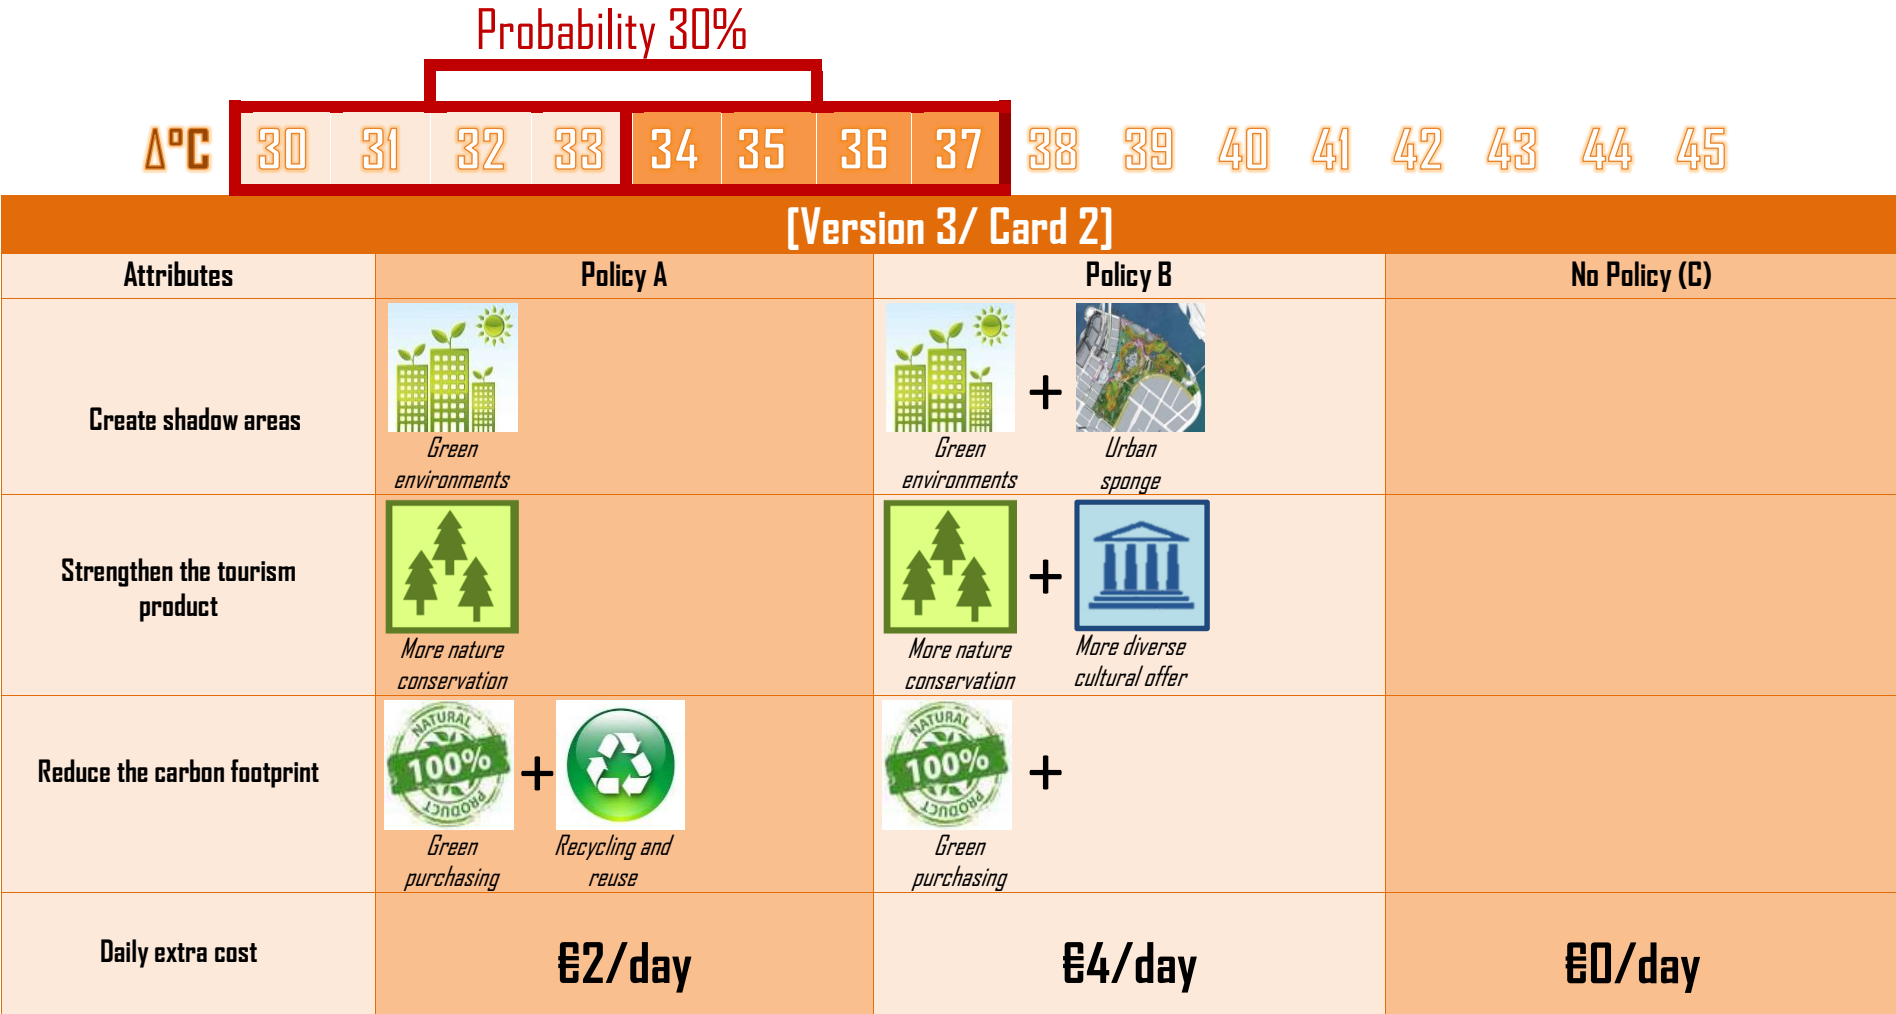 Probability 30%
ΔºC 30 31 32 33 34 35 36 37 38 39 40 41 42 43 44 45
[Version 3/ Card 2]
Attributes Policy A Policy B No Policy (C)
Create shadow areas
Green
environments
Green
environments
+
Urban
sponge
Strengthen the tourism
product
More nature
conservation
More nature
conservation
+
More diverse
cultural offer
Reduce the carbon footprint
NATURAL
100%
PRODUCT
Green
purchasing
+
Recycling and
reuse
NATURAL
100%
PRODUCT
Green
purchasing
+
Daily extra cost €2/day €4/day €0/day